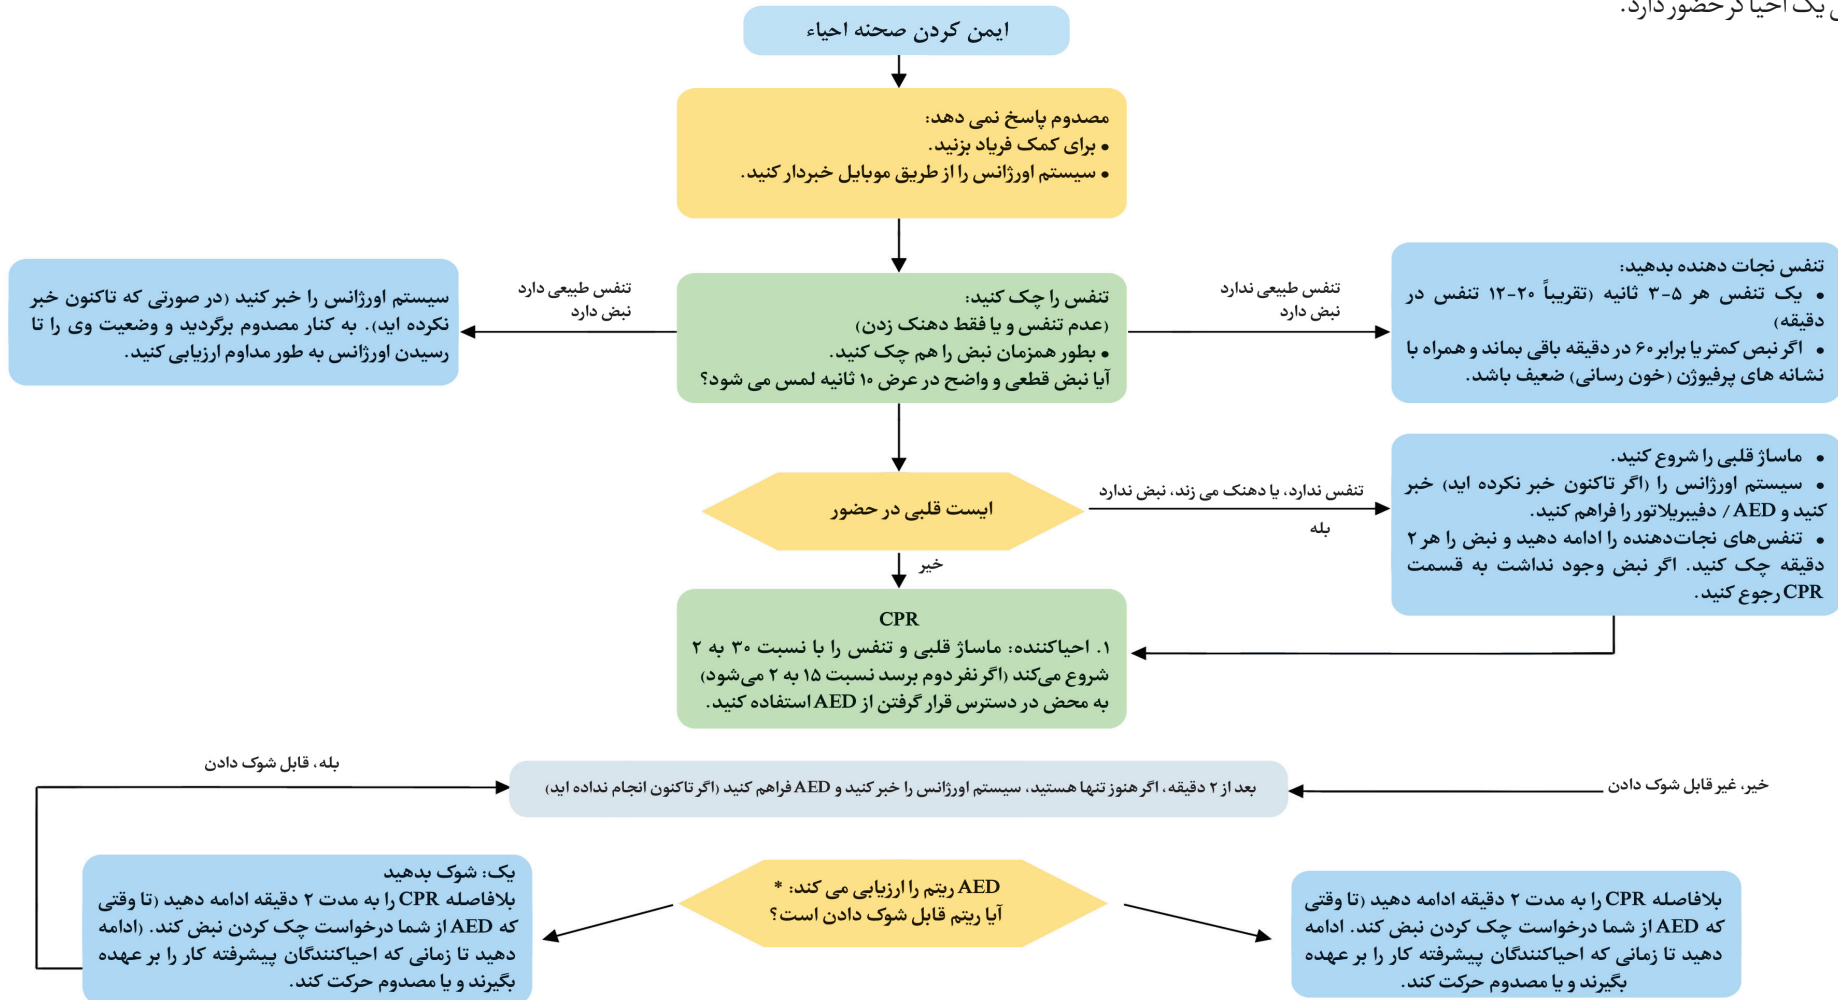 یک احیا گر حضور دارد.
ایمن کردن صحنه احیاء
مصدوم پاسخ نمی دهد:
• برای کمک فریاد بزنید.
• سیستم اورژانس را از طریق موبایل خبردار کنید.
تنفس نجات دهنده بدهید:
• یک تنفس هر ۵-۳ ثانیه (تقریباً ۲۰-۱۲ تنفس در
دقیقه)
• اگر نبص کمتر یا برابر ۶۰ در دقیقه باقی بماند و همراه با
نشانه های پرفیوژن (خون رسانی) ضعیف باشد.
تنفس طبیعی ندارد
نبض دارد
تنفس را چک کنید:
(عدم تنفس و یا فقط دهنک زدن)
• بطور همزمان نبض را هم چک کنید.
آیا نبض قطعی و واضح در عرض ۱۰ ثانیه لمس می شود؟
تنفس طبیعی دارد
نبض دارد
سیستم اورژانس را خبر کنید (در صورتی که تاکنون خبر
نکرده اید). به کنار مصدوم برگردید و وضعیت وی را تا
رسیدن اورژانس به طور مداوم ارزیابی کنید.
• ماساژ قلبی را شروع کنید.
• سیستم اورژانس را (اگر تاکنون خبر نکرده اید) خبر
کنید و AED / دفیبریلاتور را فراهم کنید.
• تنفس‌های نجات‌دهنده را ادامه دهید و نبض را هر ۲
دقیقه چک کنید. اگر نبض وجود نداشت به قسمت
CPR رجوع کنید.
تنفس ندارد، یا دهنک می زند، نبض ندارد
بله
ایست قلبی در حضور
خیر
CPR
۱. احیاکننده: ماساژ قلبی و تنفس را با نسبت ۳۰ به ۲
شروع می‌کند (اگر نفر دوم برسد نسبت ۱۵ به ۲ می‌شود)
به محض در دسترس قرار گرفتن از AED استفاده کنید.
خیر، غیر قابل شوک دادن
بعد از ۲ دقیقه، اگر هنوز تنها هستید، سیستم اورژانس را خبر کنید و AED فراهم کنید (اگر تاکنون انجام نداده اید)
بله، قابل شوک دادن
بلافاصله CPR را به مدت ۲ دقیقه ادامه دهید (تا وقتی
که AED از شما درخواست چک کردن نبض کند. ادامه
دهید تا زمانی که احیاکنندگان پیشرفته کار را بر عهده
بگیرند و یا مصدوم حرکت کند.
AED ریتم را ارزیابی می کند: *
آیا ریتم قابل شوک دادن است؟
یک: شوک بدهید
بلافاصله CPR را به مدت ۲ دقیقه ادامه دهید (تا وقتی
که AED از شما درخواست چک کردن نبض کند. (ادامه
دهید تا زمانی که احیاکنندگان پیشرفته کار را بر عهده
بگیرند و یا مصدوم حرکت کند.